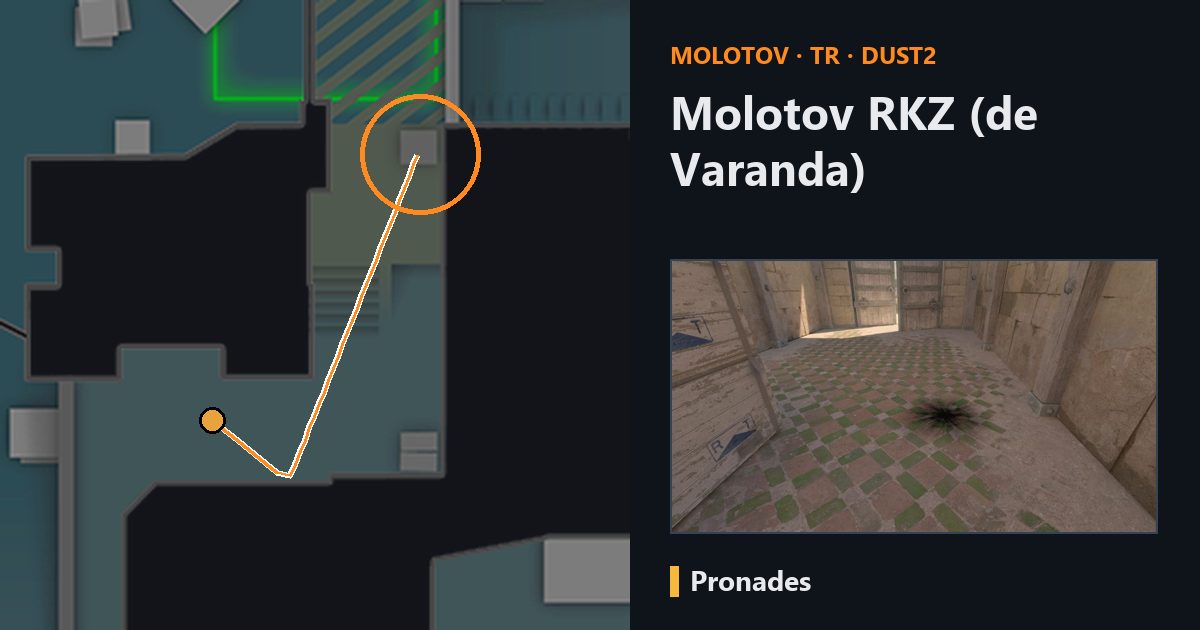 MOLOTOV · TR · DUST2
Molotov RKZ (de
Varanda)
T
R
T
Pronades